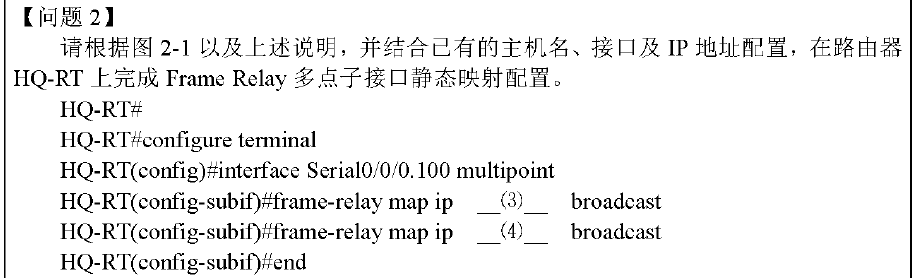 【问题 2】
请根据图 2-1 以及上述说明，并结合已有的主机名、接口及 IP 地址配置，在路由器
HQ-RT 上完成 Frame Relay 多点子接口静态映射配置。
HQ-RT#
HQ-RT#configure terminal
HQ-RT(config)#interface Serial0/0/0.100 multipoint
HQ-RT(config-subif)#frame-relay map ip __(3)__ broadcast
HQ-RT(config-subif)#frame-relay map ip __(4)__ broadcast
HQ-RT(config-subif)#end